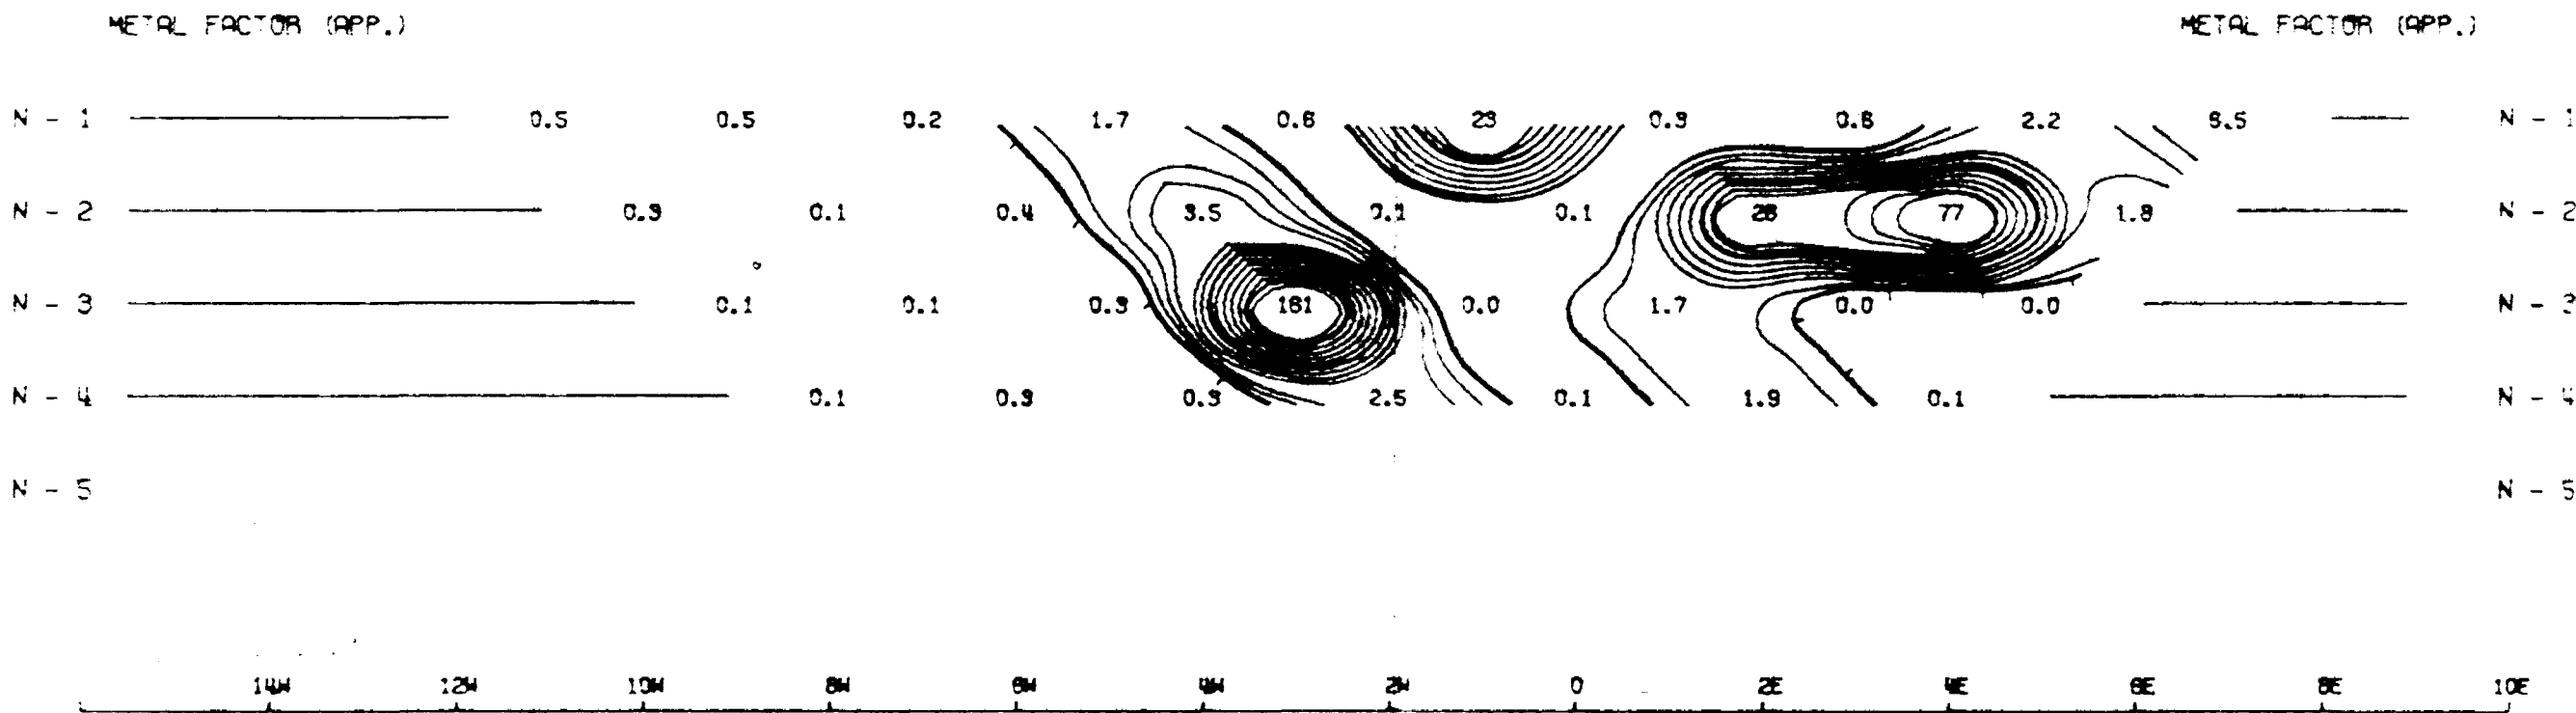 METAL FACTOR (APP.) METAL FACTOR (APP.)
N - 1 0.5 0.5 0.2 1.7 0.6 23 0.3 0.6 2.2 N - 1
N - 2 0.3 0.1 0.4 3.5 0.1 0.1 28 77 1.8 N - 2
N - 3 0.1 0.1 0.3 161 0.0 1.7 0.0 0.0 N - 3
N - 4 0.1 0.3 0.3 2.5 0.1 1.9 0.1 N - 4
N - 5 N - 5
14W 12W 10W 8W 6W 4W 2W 0 2E 4E 6E 8E 10E